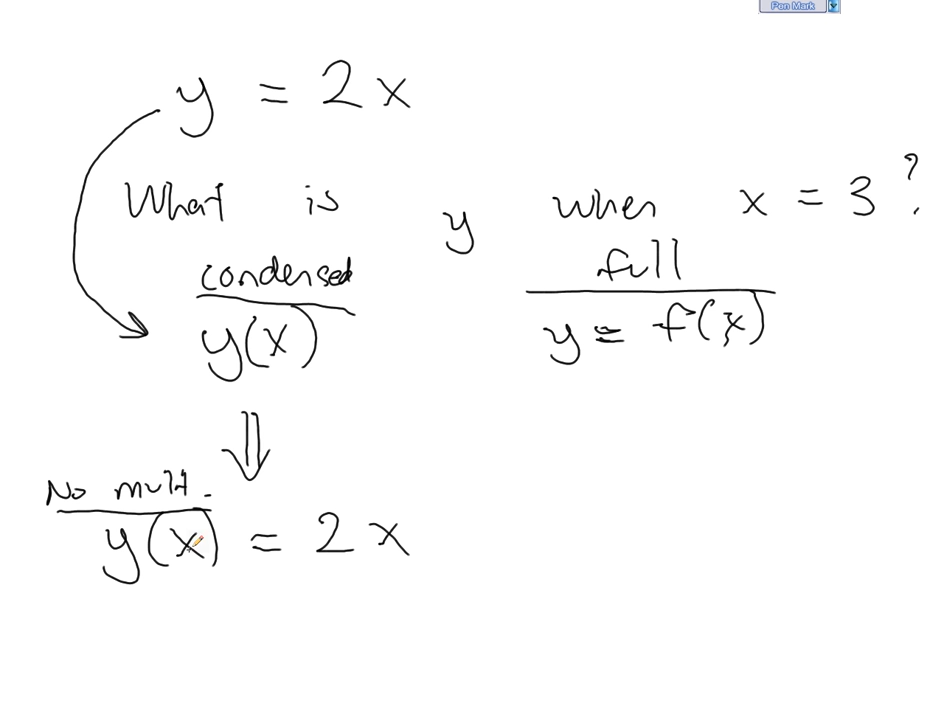 Pen Mark
y = 2x
What is y when x = 3 ?
condensed full
y(x) y = f(x)
⇓
No mult.
y(x) = 2x